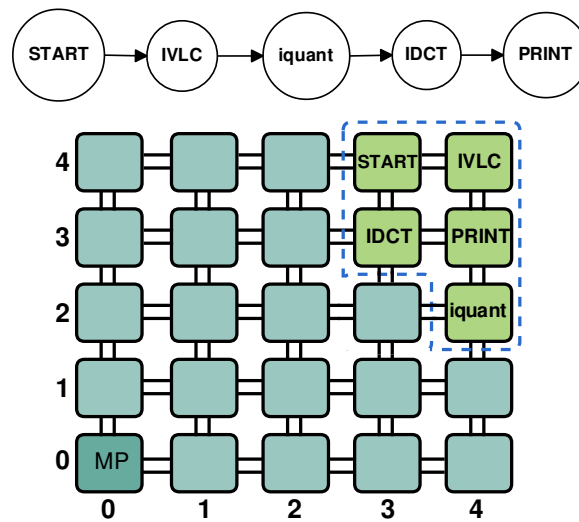 START IVLC iquant IDCT PRINT
4 START IVLC
3 IDCT PRINT
2 iquant
1
0 MP
0 1 2 3 4